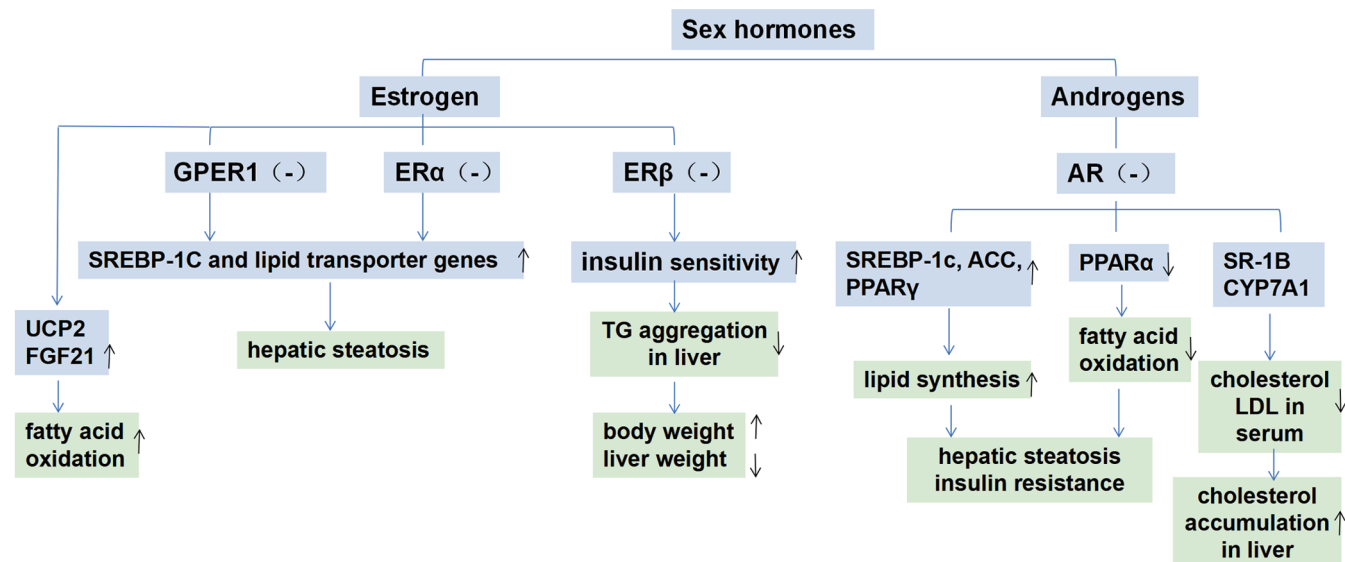 Sex hormones
Estrogen
Androgens
GPER1（-）
ERα（-）
ERβ（-）
AR（-）
SREBP-1C and lipid transporter genes ↑
insulin sensitivity ↑
SREBP-1c, ACC, ↑
PPARγ
PPARα ↓
SR-1B
CYP7A1
UCP2
FGF21 ↑
hepatic steatosis
TG aggregation
in liver ↓
fatty acid
oxidation ↓
lipid synthesis ↑
cholesterol
LDL in ↓
serum
fatty acid ↑
oxidation
body weight ↑
liver weight ↓
hepatic steatosis
insulin resistance
cholesterol
accumulation ↑
in liver